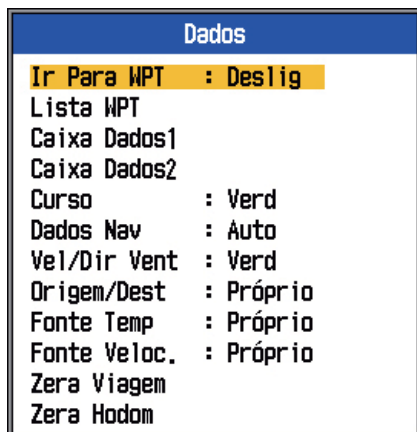 Dados
Ir Para WPT : Deslig
Lista WPT
Caixa Dados1
Caixa Dados2
Curso : Verd
Dados Nav : Auto
Vel/Dir Vent : Verd
Origem/Dest : Próprio
Fonte Temp : Próprio
Fonte Veloc. : Próprio
Zera Viagem
Zera Hodom